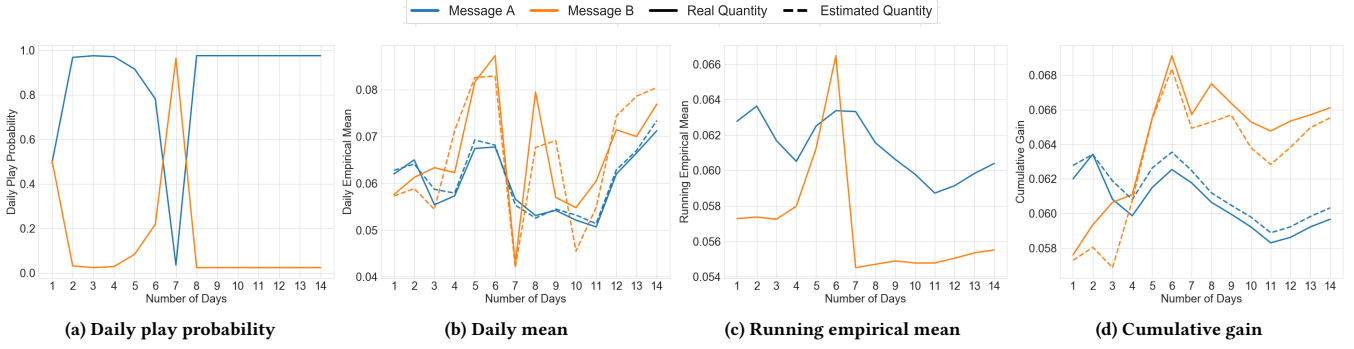 Message A Message B Real Quantity Estimated Quantity
Daily Play Probability
1.0
0.8
0.6
0.4
0.2
0.0
1 2 3 4 5 6 7 8 9 10 11 12 13 14
Number of Days
(a) Daily play probability
Daily Empirical Mean
0.08
0.07
0.06
0.05
0.04
1 2 3 4 5 6 7 8 9 10 11 12 13 14
Number of Days
(b) Daily mean
Running Empirical Mean
0.066
0.064
0.062
0.060
0.058
0.056
0.054
1 2 3 4 5 6 7 8 9 10 11 12 13 14
Number of Days
(c) Running empirical mean
Cumulative Gain
0.068
0.066
0.064
0.062
0.060
0.058
1 2 3 4 5 6 7 8 9 10 11 12 13 14
Number of Days
(d) Cumulative gain